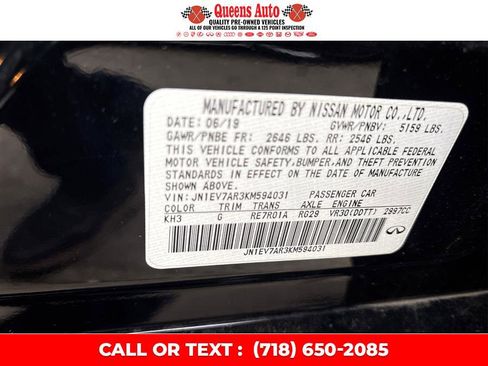 Queens Auto
QUALITY PRE-OWNED VEHICLES
ALL OF OUR VEHICLES GO THROUGH A 125 POINT INSPECTION
MANUFACTURED BY NISSAN MOTOR CO.,LTD.
DATE: 06/19 GVWR/PNBV: 5159 LBS.
GAWR/PNBE FR: 2646 LBS. RR: 2546 LBS.
THIS VEHICLE CONFORMS TO ALL APPLICABLE FEDERAL
MOTOR VEHICLE SAFETY,BUMPER,AND THEFT PREVENTION
STANDARDS IN EFFECT ON THE DATE OF MANUFACTURE
SHOWN ABOVE.
VIN: JN1EV7AR3KM594031 PASSENGER CAR
COLOR TRIM TRANS AXLE ENGINE
KH3 G RE7R01A RG29 VR30(DDTT) 2997CC
JN1EV7AR3KM594031
INFINITI
CALL OR TEXT : (718) 650-2085